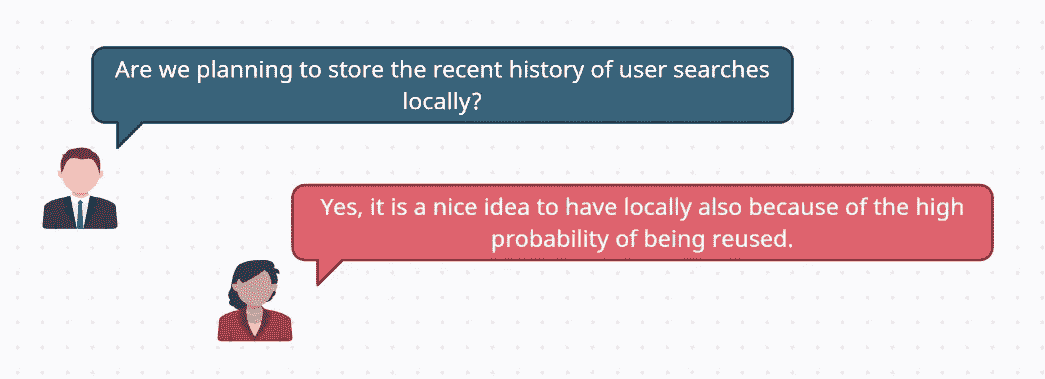 Are we planning to store the recent history of user searches
locally?
Yes, it is a nice idea to have locally also because of the high
probability of being reused.